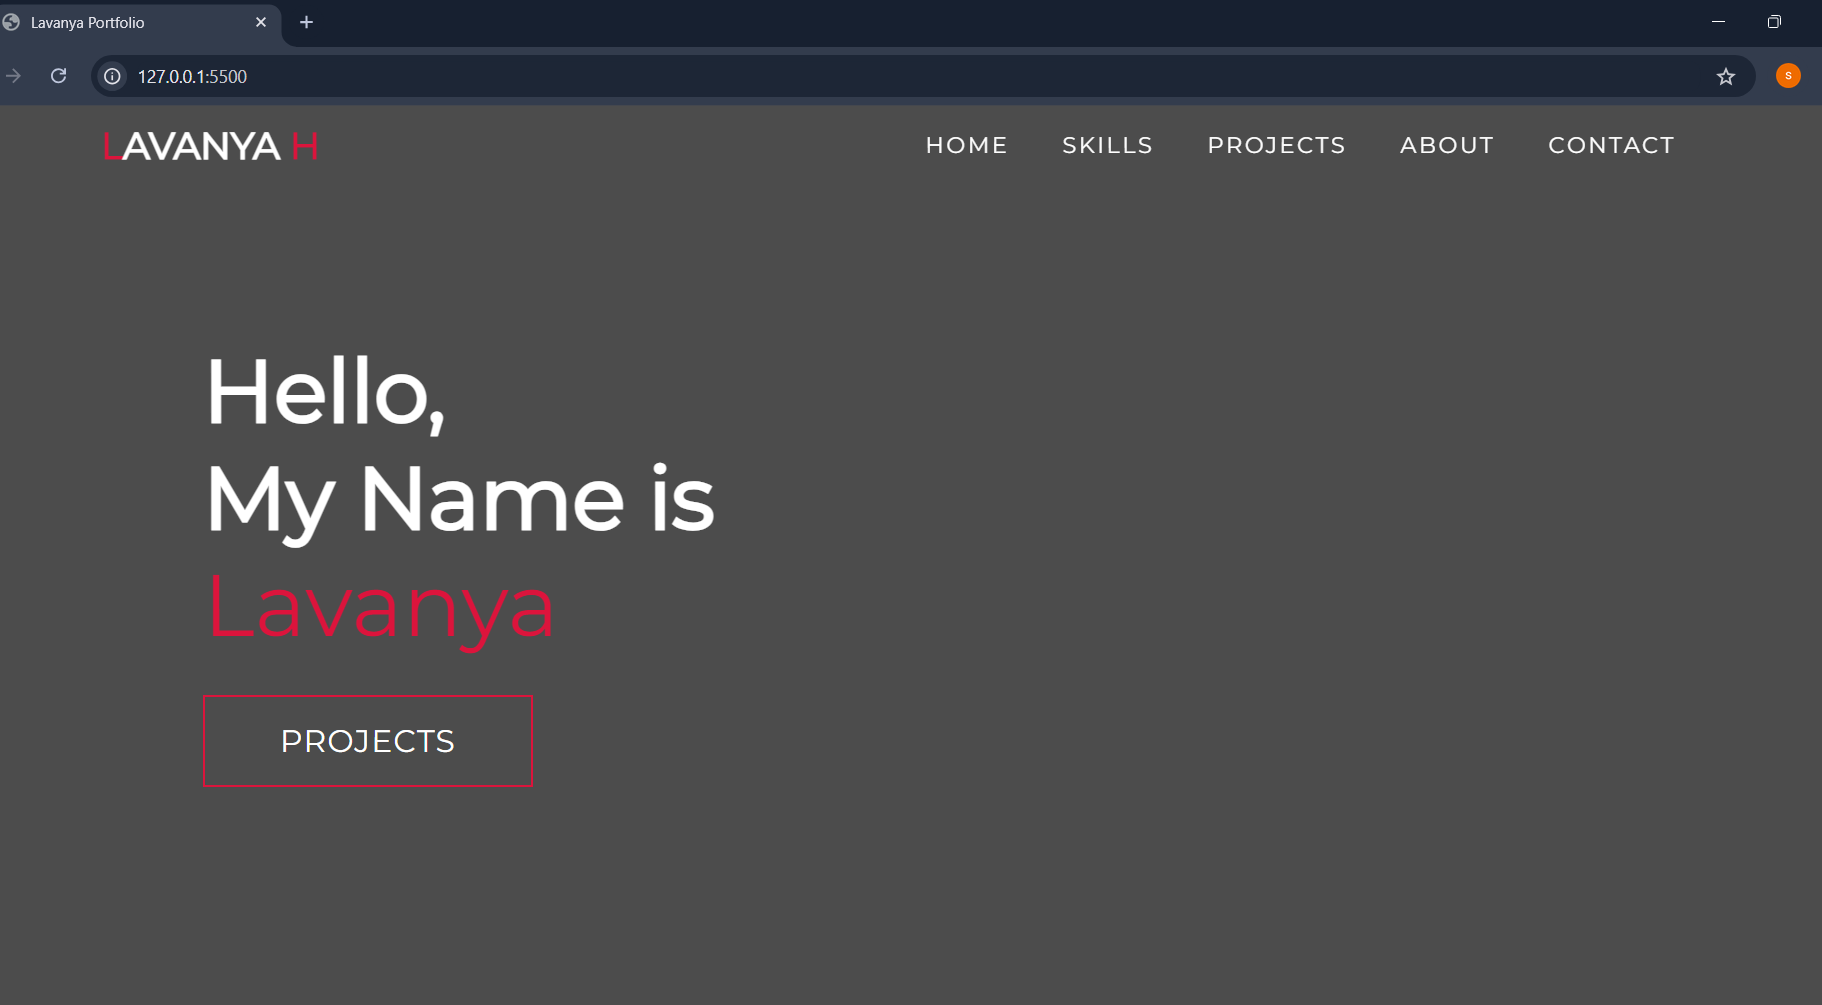 Lavanya Portfolio
127.0.0.1:5500
S
LAVANYA H
HOME SKILLS PROJECTS ABOUT CONTACT
Hello,
My Name is
Lavanya
PROJECTS